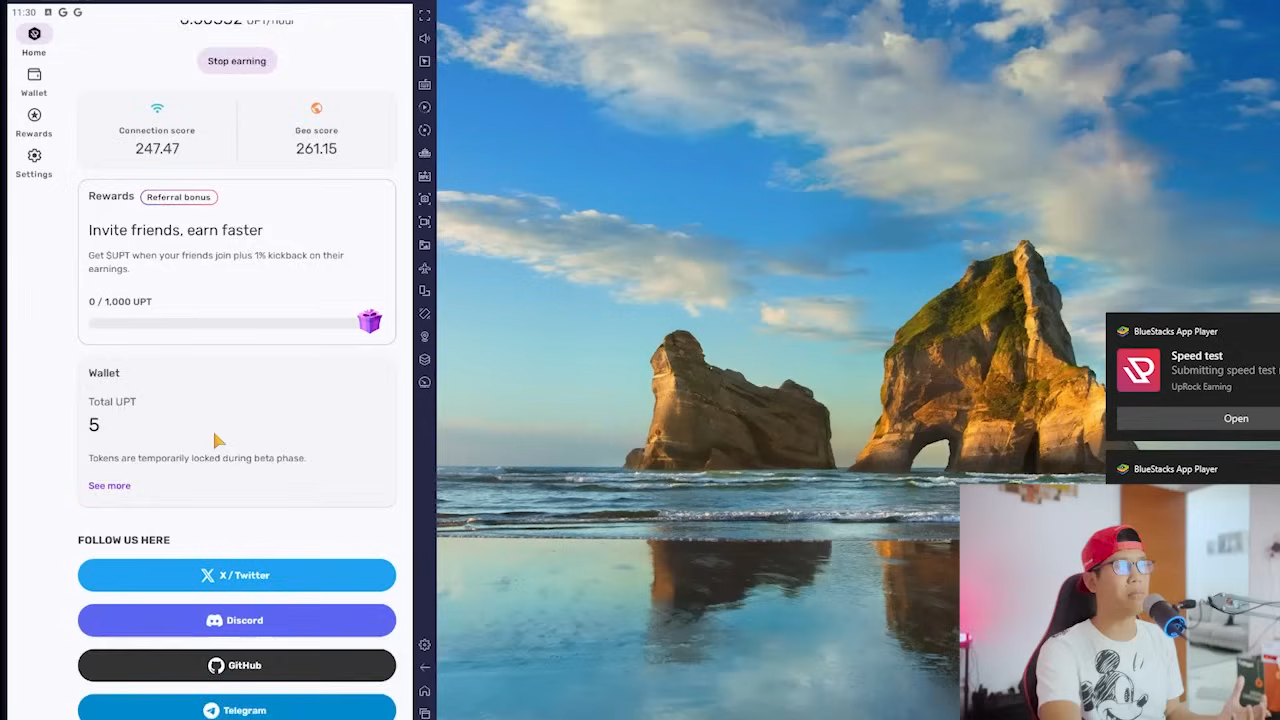 11:30
UPT/hour
Home
Stop earning
Wallet
Rewards
Settings
Connection score
247.47
Geo score
261.15
Rewards
Referral bonus
Invite friends, earn faster
Get $UPT when your friends join plus 1% kickback on their
earnings.
0 / 1,000 UPT
Wallet
Total UPT
5
Tokens are temporarily locked during beta phase.
See more
FOLLOW US HERE
X / Twitter
Discord
GitHub
Telegram
BlueStacks App Player
Speed test
Submitting speed test
UpRock Earning
Open
BlueStacks App Player